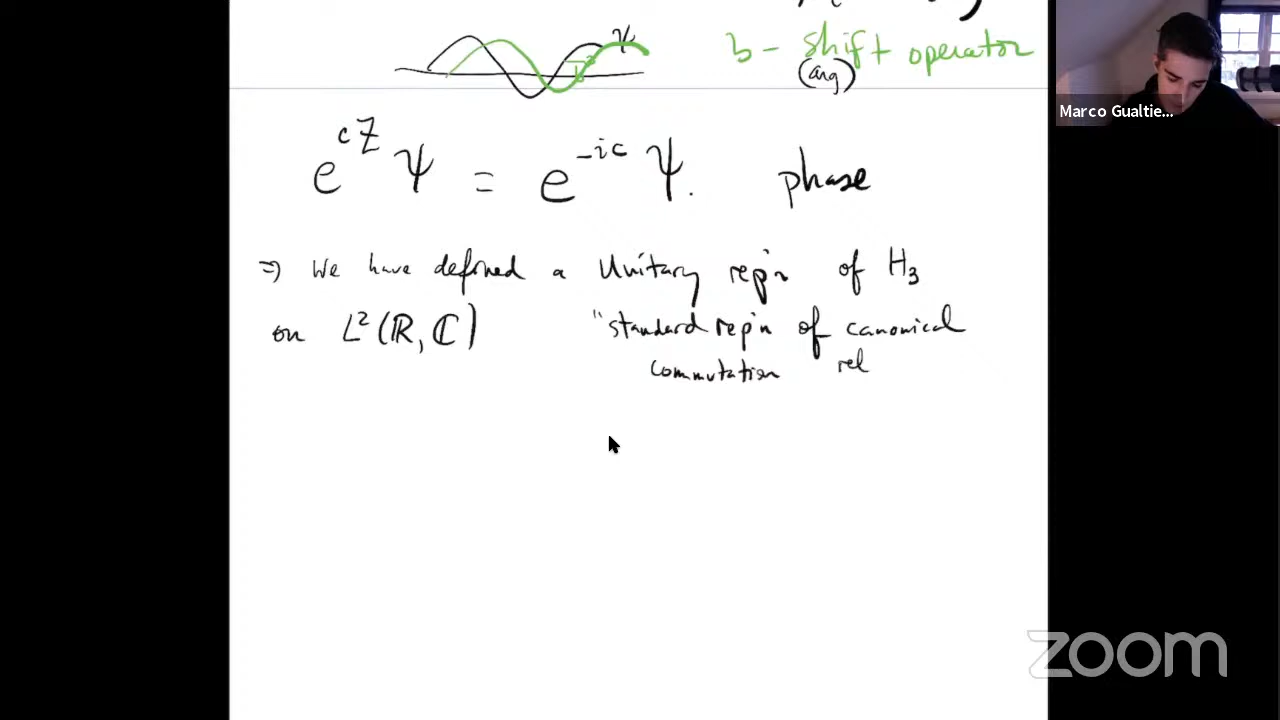 ψ
b - shift operator
(arg)
Marco Gualtie...
e^{cZ} ψ = e^{-ic} ψ. phase
⇒ We have defined a Unitary rep'n of H₃
on L²(ℝ, ℂ) "standard rep'n of canonical
commutation rel
zoom